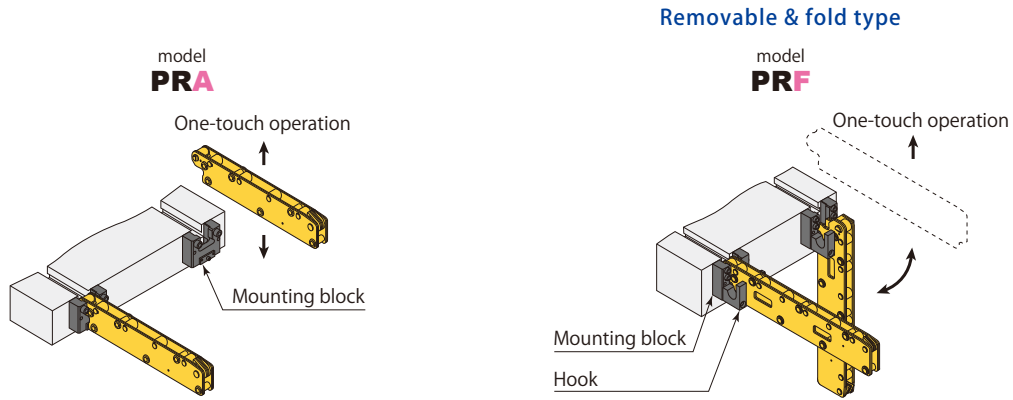 Removable & fold type
model
PRA
One-touch operation
Mounting block
model
PRF
One-touch operation
Mounting block
Hook